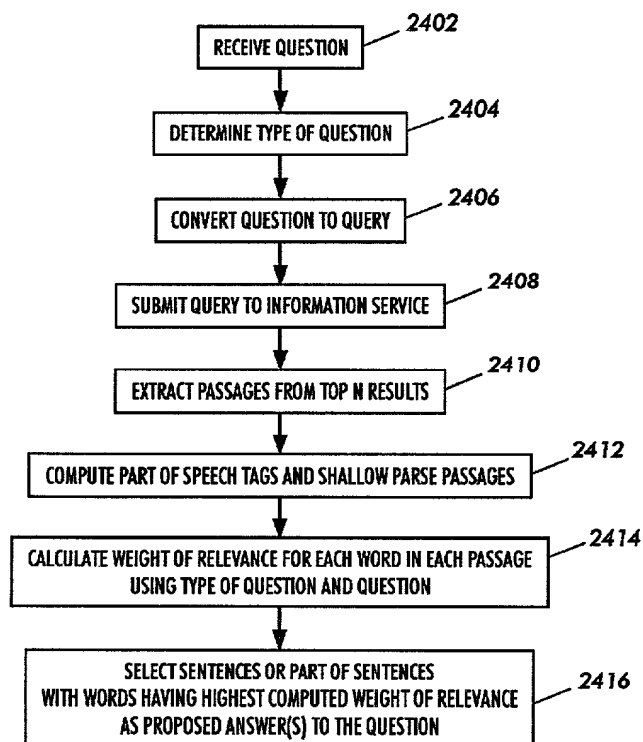 2402
RECEIVE QUESTION
2404
DETERMINE TYPE OF QUESTION
2406
CONVERT QUESTION TO QUERY
2408
SUBMIT QUERY TO INFORMATION SERVICE
2410
EXTRACT PASSAGES FROM TOP N RESULTS
2412
COMPUTE PART OF SPEECH TAGS AND SHALLOW PARSE PASSAGES
2414
CALCULATE WEIGHT OF RELEVANCE FOR EACH WORD IN EACH PASSAGE
USING TYPE OF QUESTION AND QUESTION
SELECT SENTENCES OR PART OF SENTENCES
WITH WORDS HAVING HIGHEST COMPUTED WEIGHT OF RELEVANCE
2416
AS PROPOSED ANSWER(S) TO THE QUESTION